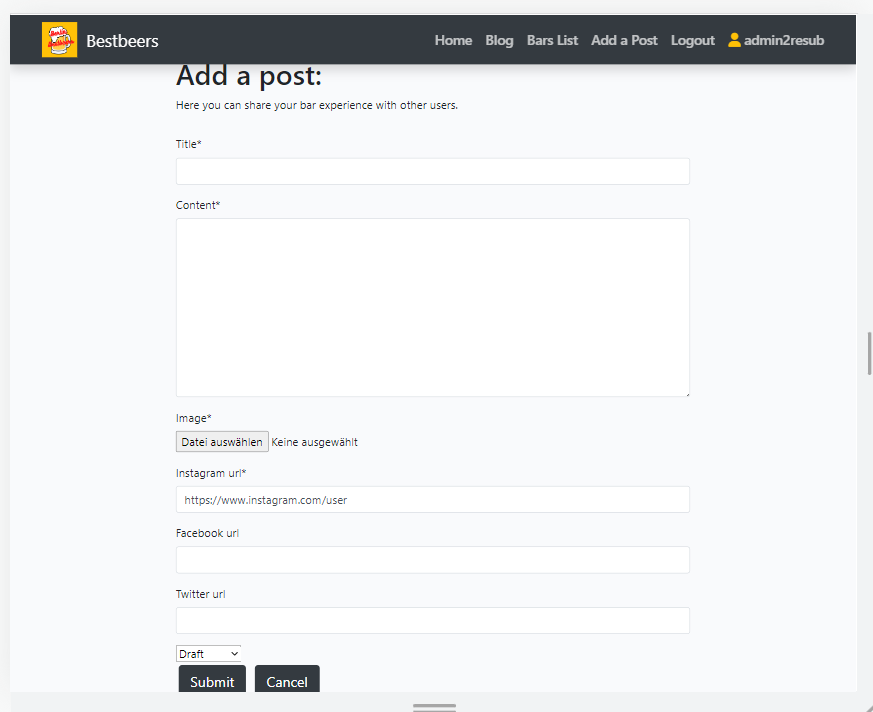 Bestbeers
Home Blog Bars List Add a Post Logout admin2resub
Add a post:
Here you can share your bar experience with other users.
Title*
Content*
Image*
Datei auswählen Keine ausgewählt
Instagram url*
https://www.instagram.com/user
Facebook url
Twitter url
Draft
Submit Cancel